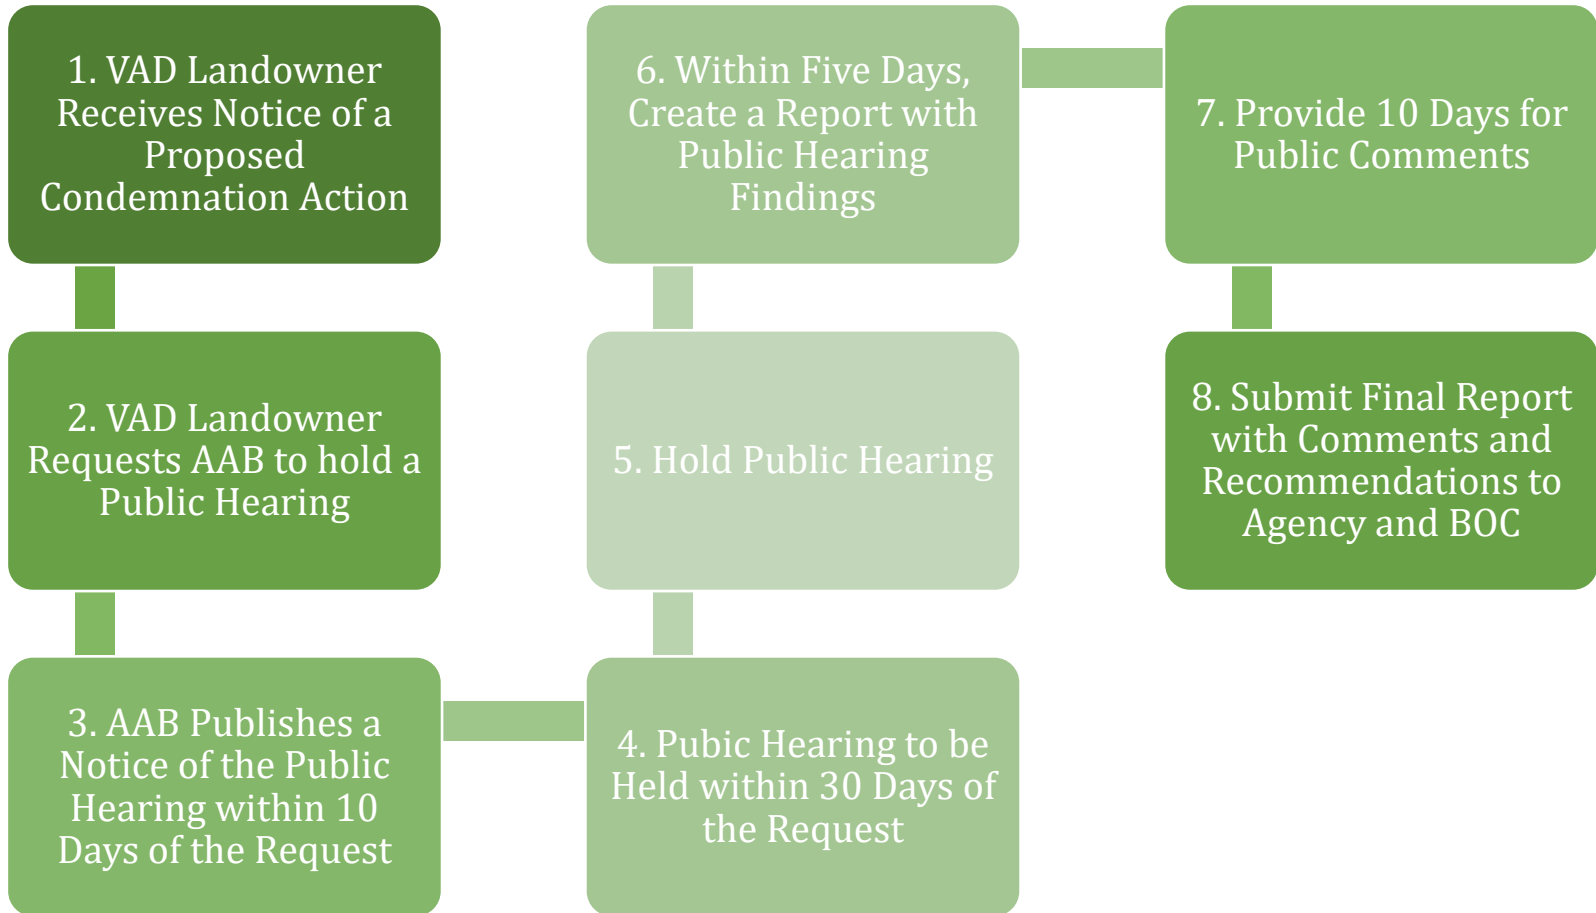 1. VAD Landowner
Receives Notice of a
Proposed
Condemnation Action
2. VAD Landowner
Requests AAB to hold a
Public Hearing
3. AAB Publishes a
Notice of the Public
Hearing within 10
Days of the Request
4. Pubic Hearing to be
Held within 30 Days of
the Request
5. Hold Public Hearing
6. Within Five Days,
Create a Report with
Public Hearing
Findings
7. Provide 10 Days for
Public Comments
8. Submit Final Report
with Comments and
Recommendations to
Agency and BOC